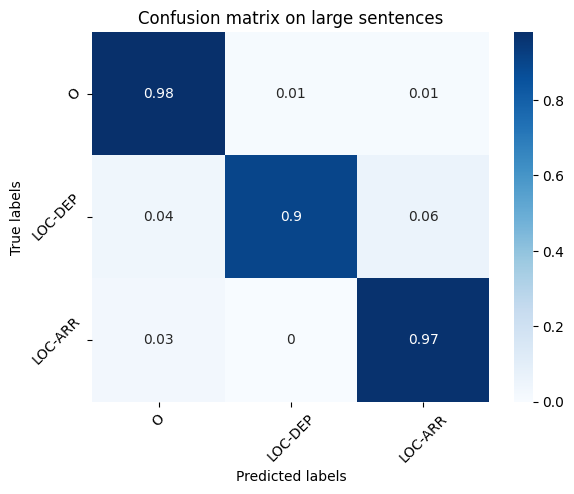 Confusion matrix on large sentences
True labels
O
0.98
0.01
0.01
LOC-DEP
0.04
0.9
0.06
LOC-ARR
0.03
0
0.97
O
LOC-DEP
LOC-ARR
Predicted labels
0.8
0.6
0.4
0.2
0.0